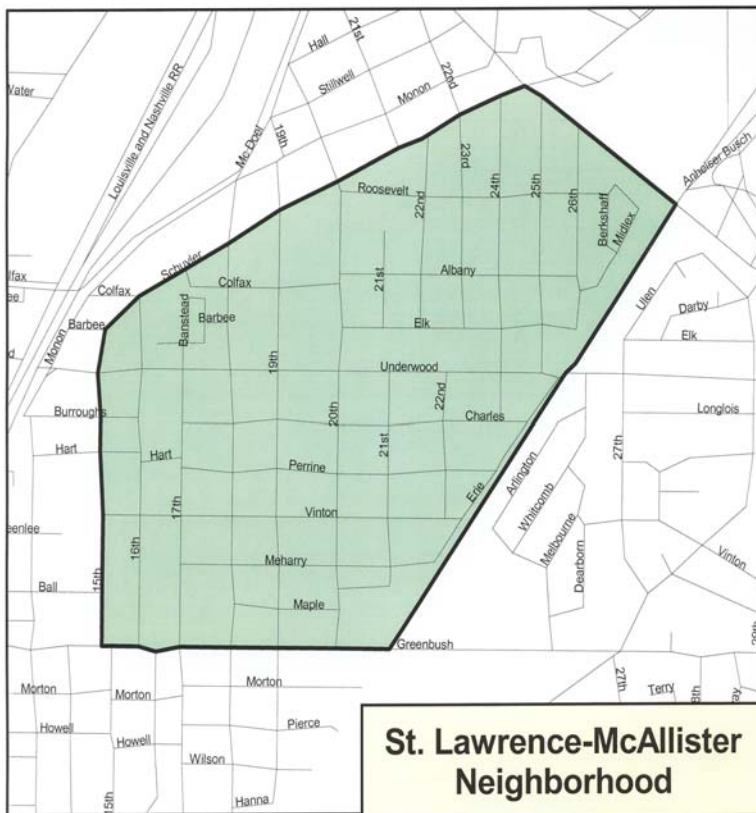 21st
Hall
Stillwell
22nd
Monon
Water
Louisville and Nashville RR
Mc Doel
19th
Anheiser Busch
23rd
24th
25th
26th
Roosevelt
22nd
Berkshaff
Midlex
Schuyler
Albany
21st
Colfax
Colfax
Ulen
Darby
Barbee
Banstead
Barbee
Elk
Elk
Monon
19th
Underwood
20th
22nd
Burroughs
Charles
Longlois
21st
27th
Hart
Hart
Perrine
Erie
Arlington
Whitcomb
17th
Vinton
Melbourne
16th
Vinton
Meharry
Dearborn
Ball
15th
Maple
Greenbush
27th
Terry
Morton
Morton
Morton
Howell
Howell
Pierce
Wilson
15th
Hanna
St. Lawrence-McAllister
Neighborhood